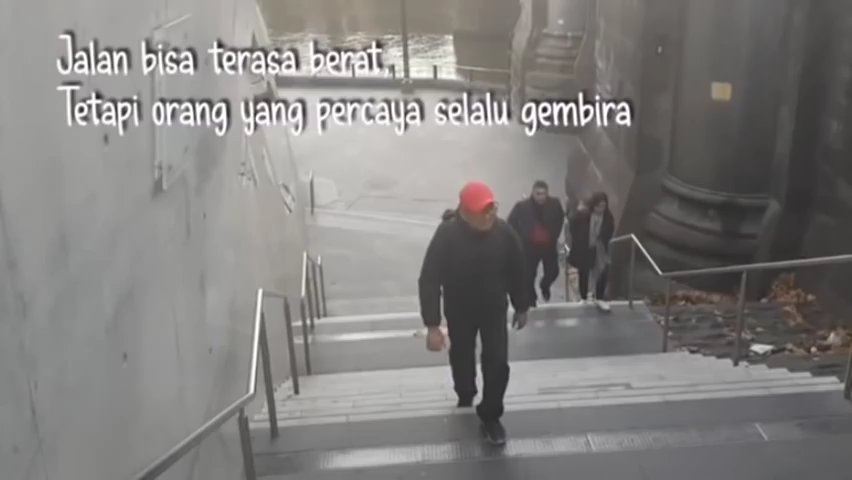 Jalan bisa terasa berat,
Tetapi orang yang percaya selalu gembira